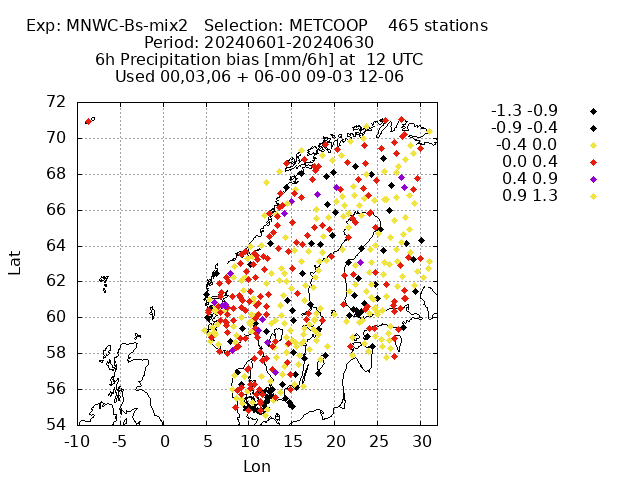 Exp: MNWC-Bs-mix2 Selection: METCOOP 465 stations
Period: 20240601-20240630
6h Precipitation bias [mm/6h] at 12 UTC
Used 00,03,06 + 06-00 09-03 12-06
-1.3 -0.9
-0.9 -0.4
-0.4 0.0
0.0 0.4
0.4 0.9
0.9 1.3
72
70
68
66
64
62
60
58
56
54
Lat
-10 -5 0 5 10 15 20 25 30
Lon